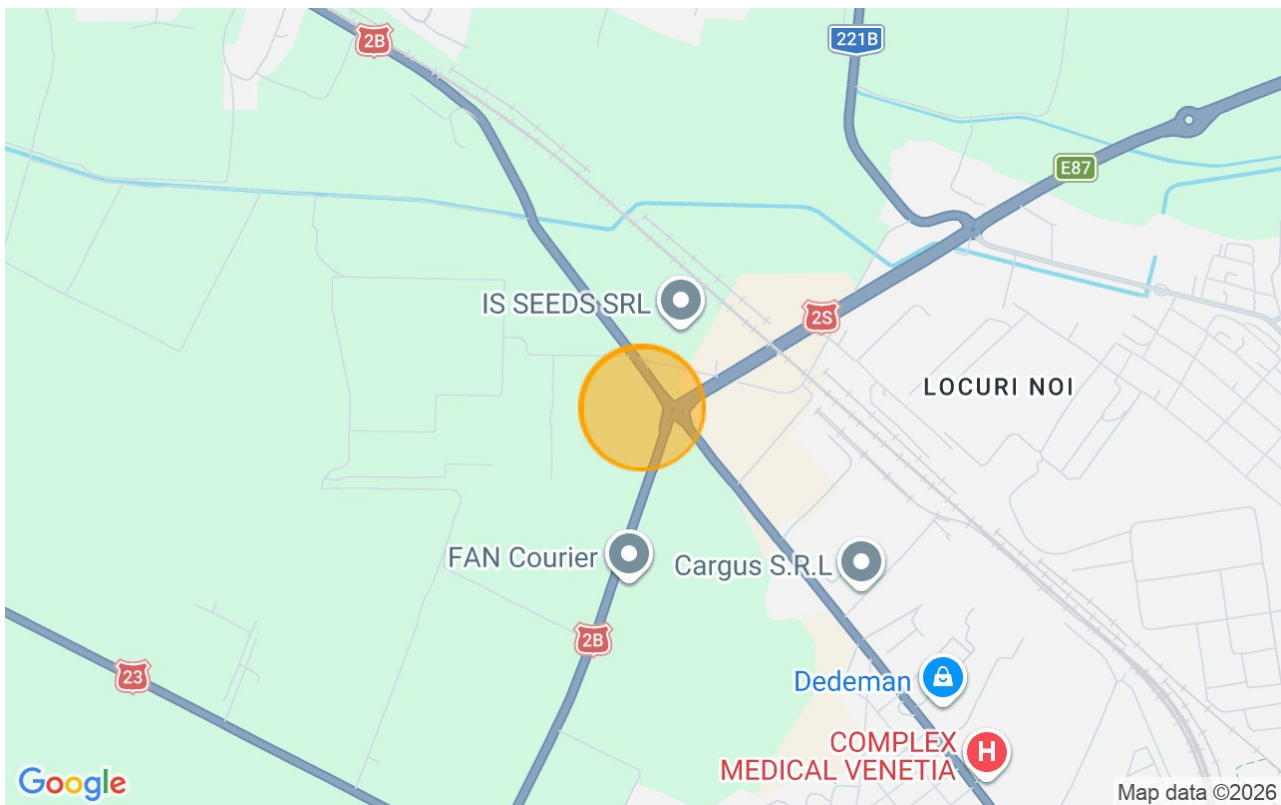 2B
221B
E87
IS SEEDS SRL
2S
LOCURI NOI
FAN Courier
Cargus S.R.L
2B
23
Dedeman
COMPLEX
MEDICAL VENETIA
H
Google
Map data ©2026